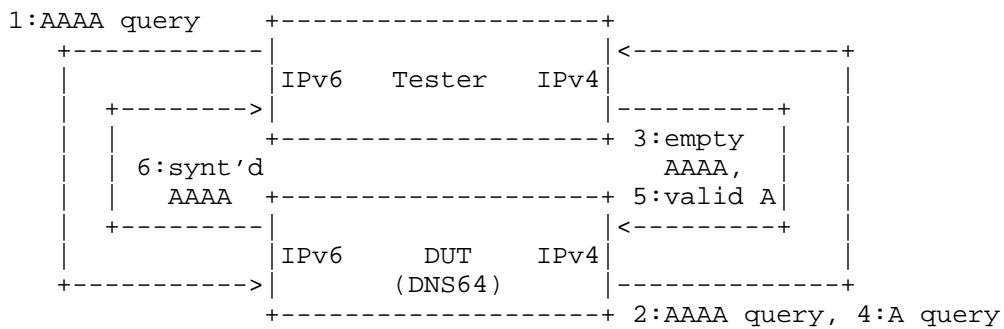 1:AAAA query
IPv6 Tester IPv4
3:empty
6:synt'd AAAA,
AAAA 5:valid A
IPv6 DUT IPv4
(DNS64)
2:AAAA query, 4:A query